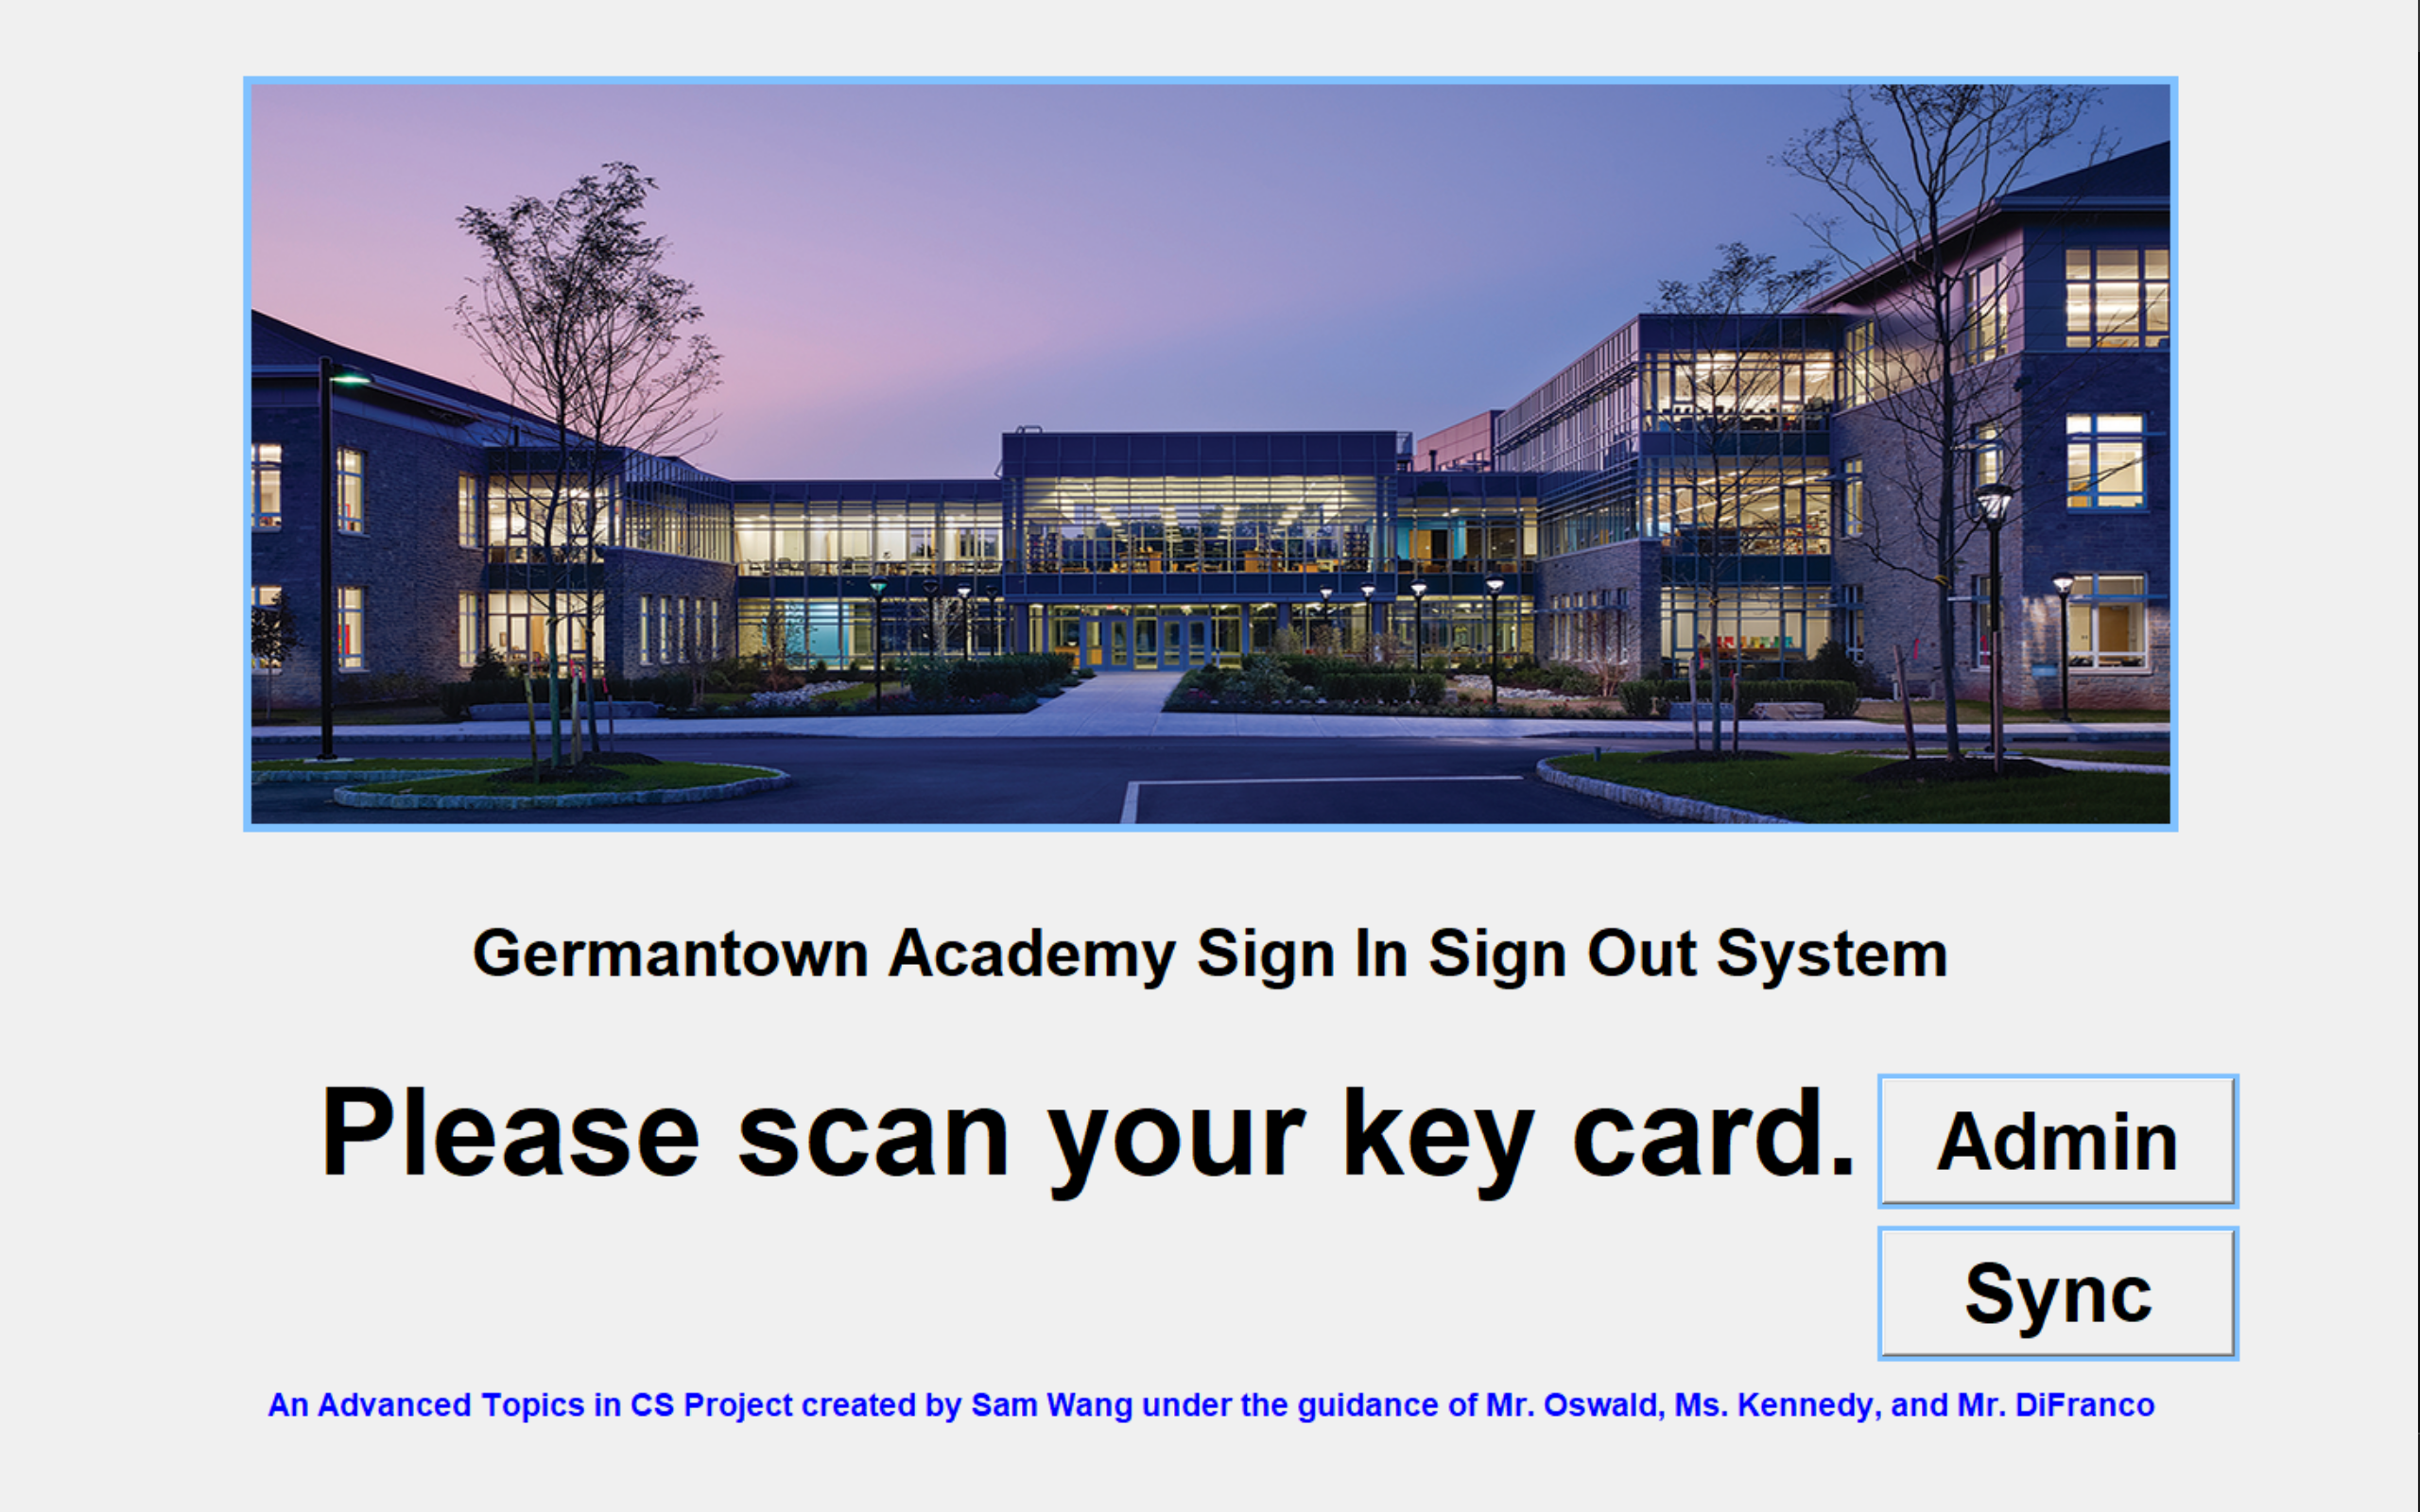 Germantown Academy Sign In Sign Out System
Please scan your key card.
Admin
Sync
An Advanced Topics in CS Project created by Sam Wang under the guidance of Mr. Oswald, Ms. Kennedy, and Mr. DiFranco